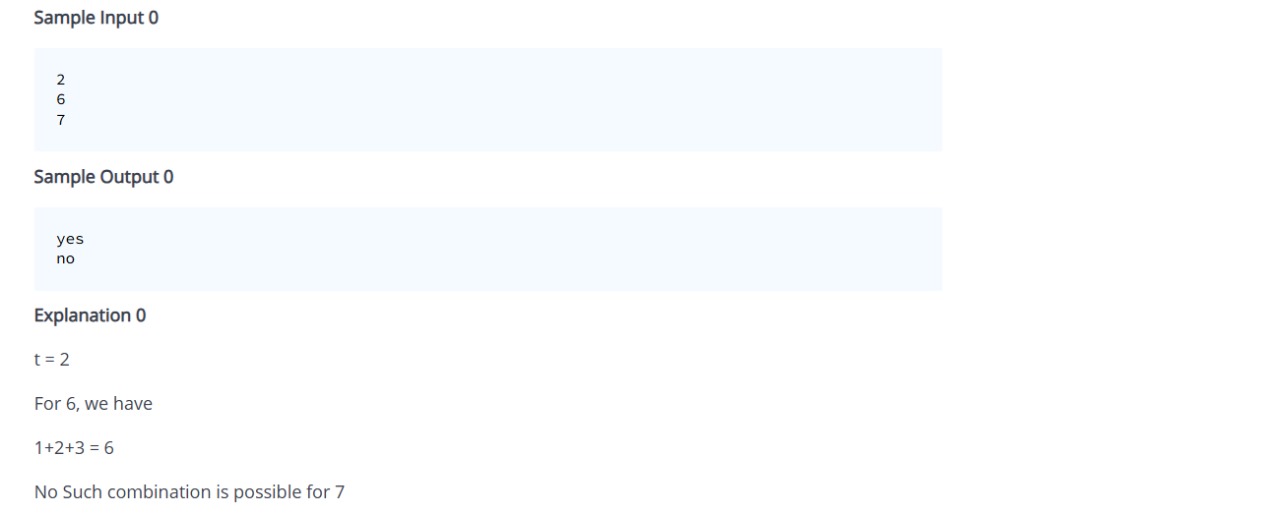 Sample Input 0
2
6
7
Sample Output 0
yes
no
Explanation 0
t = 2
For 6, we have
1+2+3 = 6
No Such combination is possible for 7